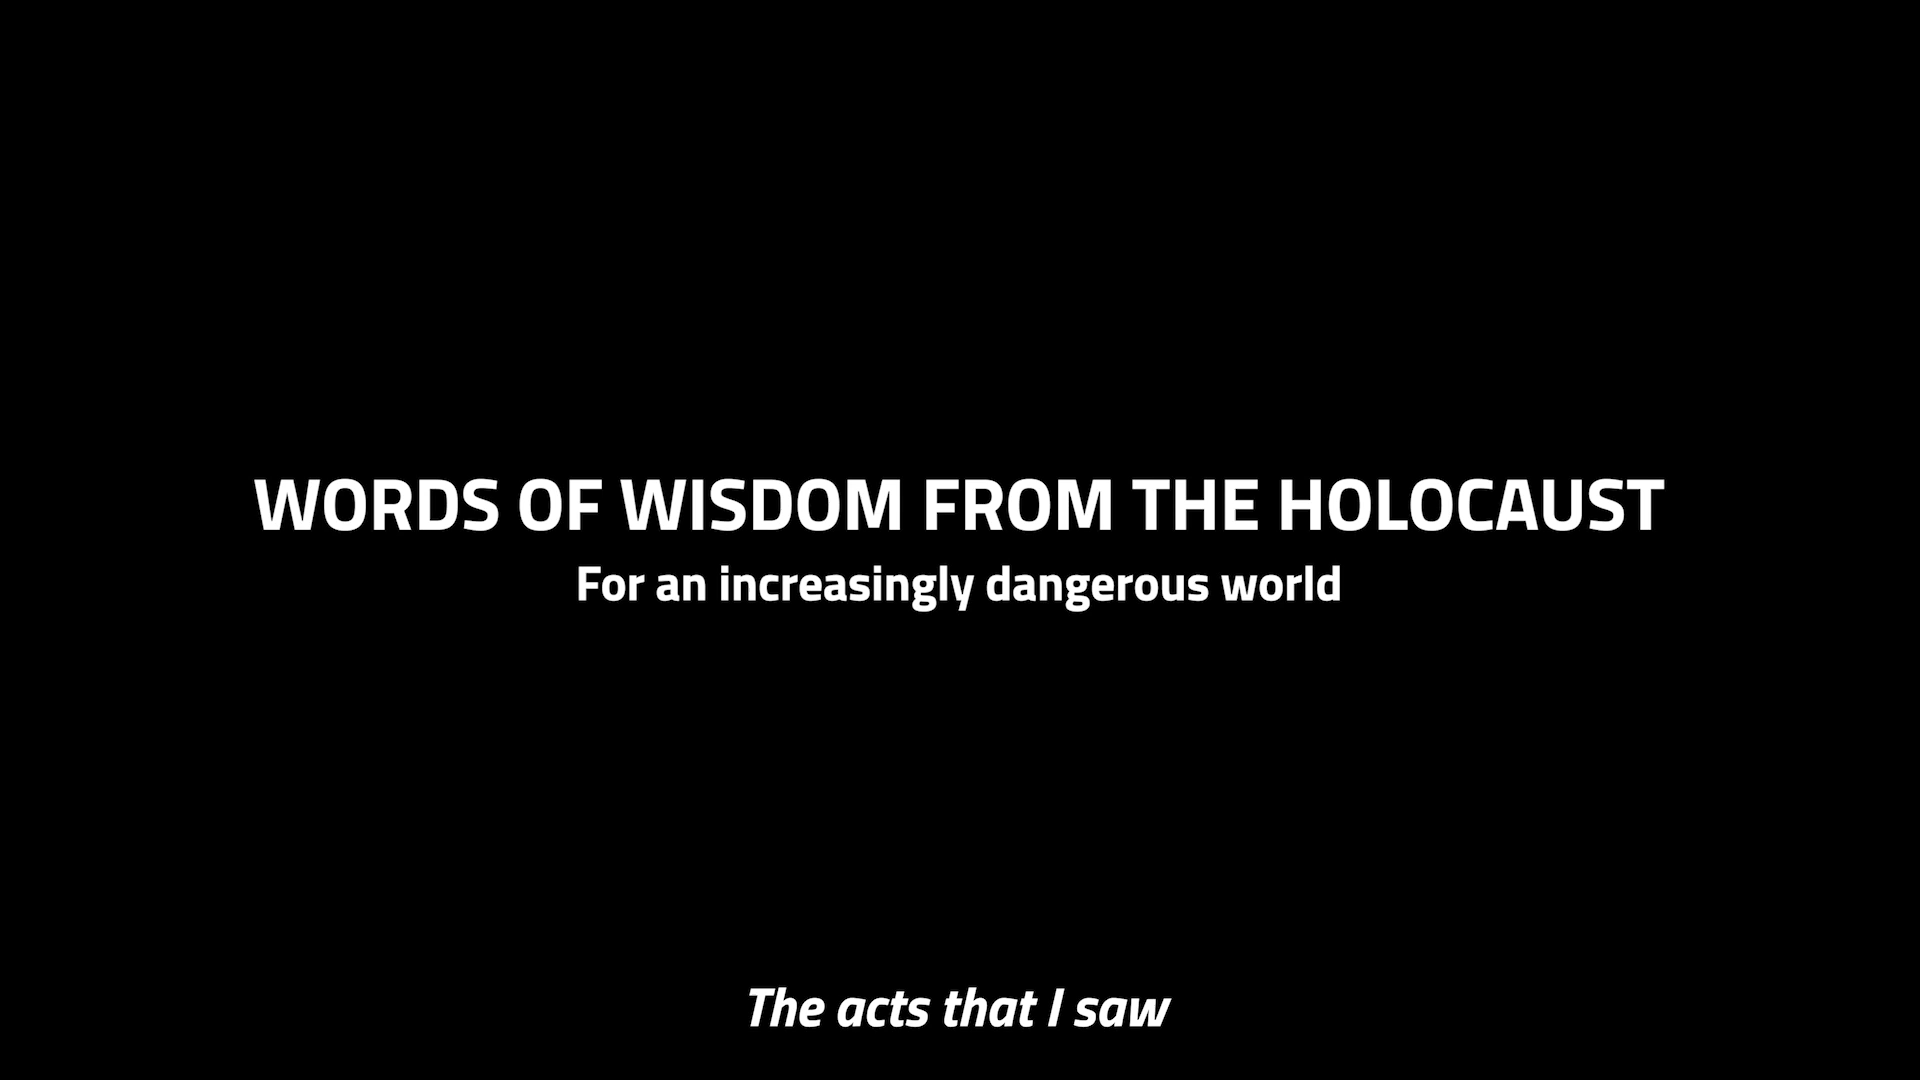 WORDS OF WISDOM FROM THE HOLOCAUST
For an increasingly dangerous world
The acts that I saw